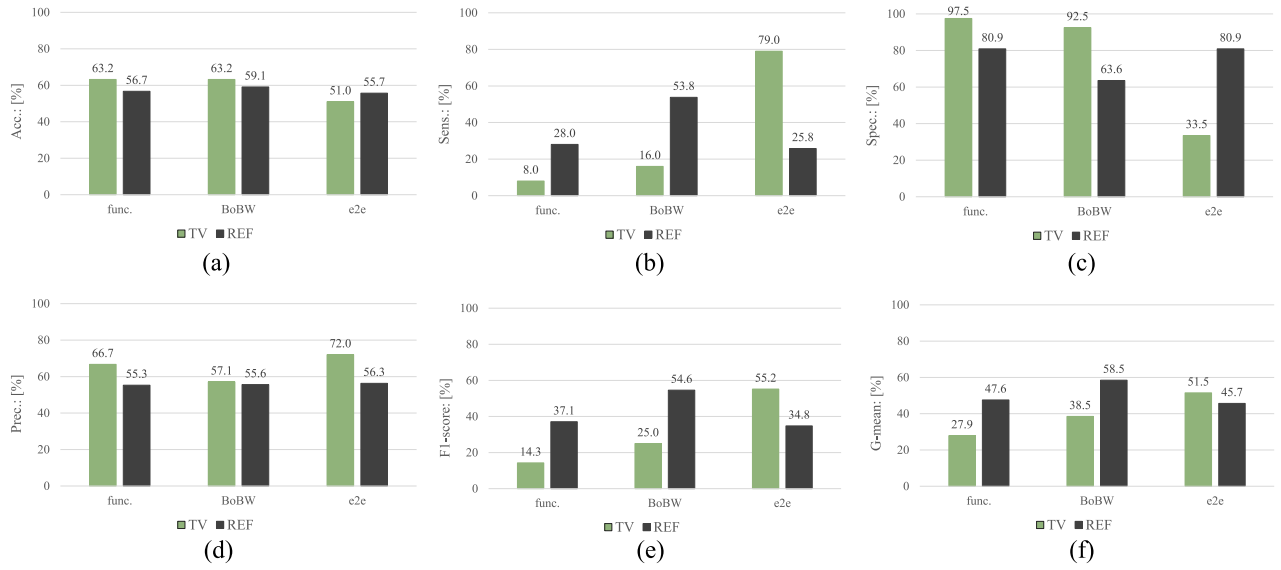 100
80
60
40
20
0
Acc.: [%]
63.2
56.7
63.2
59.1
51.0
55.7
func.
BoBW
e2e
TV REF
(a)
100
80
60
40
20
0
Sens.: [%]
8.0
28.0
16.0
53.8
79.0
25.8
func.
BoBW
e2e
TV REF
(b)
100
80
60
40
20
0
Spec.: [%]
97.5
80.9
92.5
63.6
33.5
80.9
func.
BoBW
e2e
TV REF
(c)
100
80
60
40
20
0
Prec.: [%]
66.7
55.3
57.1
55.6
72.0
56.3
func.
BoBW
e2e
TV REF
(d)
100
80
60
40
20
0
F1-score: [%]
14.3
37.1
25.0
54.6
55.2
34.8
func.
BoBW
e2e
TV REF
(e)
100
80
60
40
20
0
G-mean: [%]
27.9
47.6
38.5
58.5
51.5
45.7
func.
BoBW
e2e
TV REF
(f)